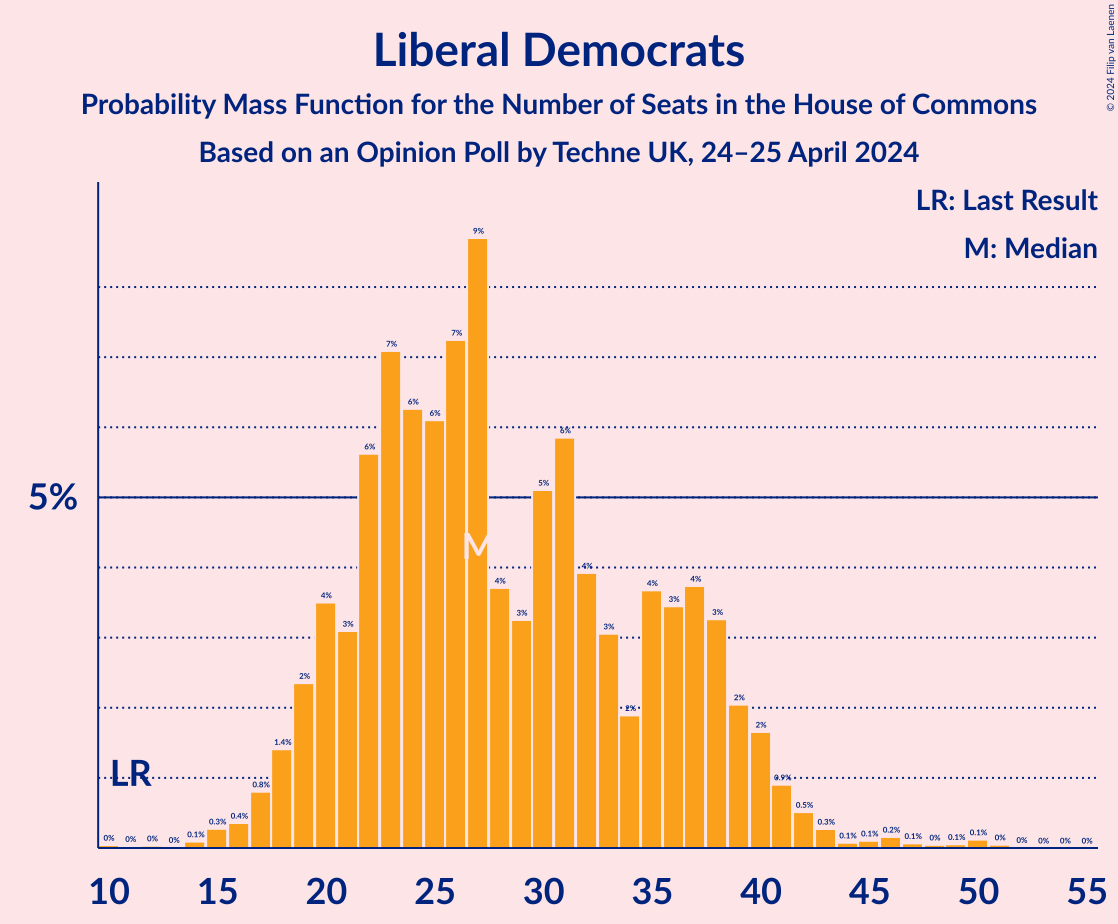 Liberal Democrats
Probability Mass Function for the Number of Seats in the House of Commons
Based on an Opinion Poll by Techne UK, 24–25 April 2024
© 2024 Filip van Laenen
LR: Last Result
M: Median
5%
0% 0% 0% 0% 0.1% 0.3% 0.4% 0.8% 1.4% 2% 4% 3% 6% 7% 6% 6% 7% 9% 4% 3% 5% 6% 4% 3% 2% 4% 3% 4% 3% 2% 2% 0.9% 0.5% 0.3% 0.1% 0.1% 0.2% 0.1% 0% 0.1% 0.1% 0% 0% 0% 0% 0%
M
LR
10 15 20 25 30 35 40 45 50 55